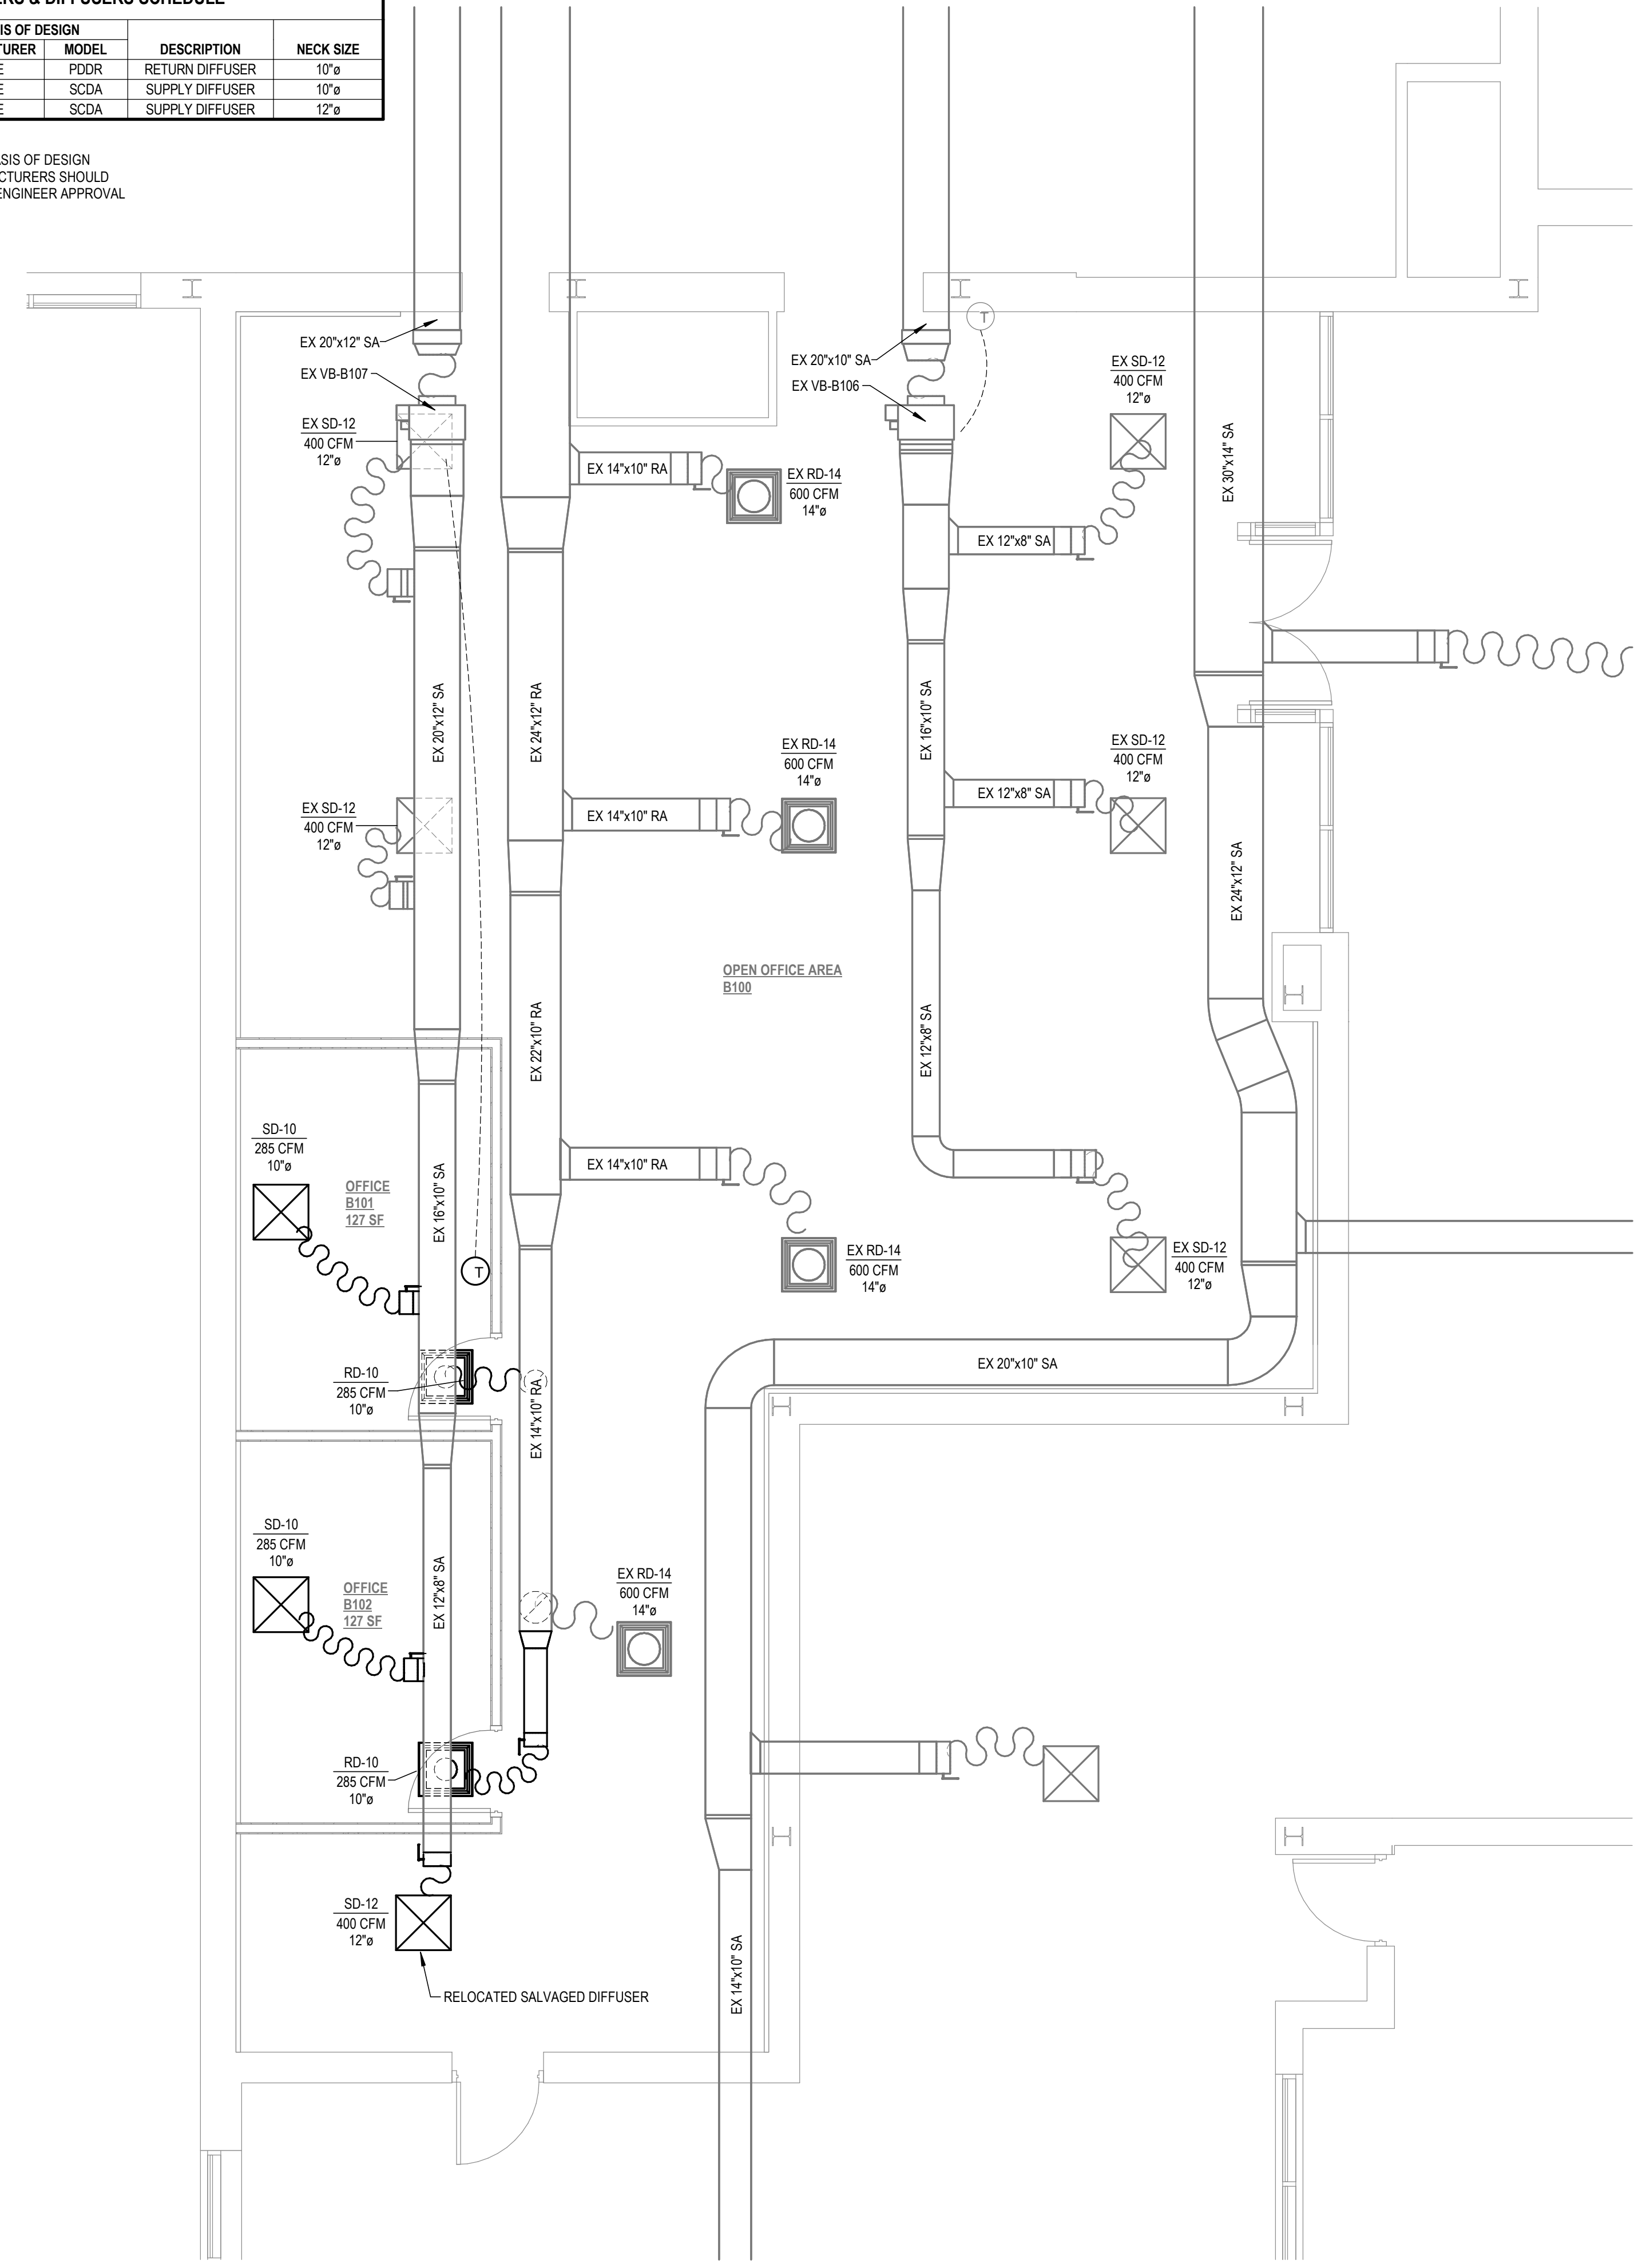 & DIFFUSERS SCHEDULE
OF DESIGN
MODEL
DESCRIPTION
NECK SIZE
PDDR
RETURN DIFFUSER
10"ø
SCDA
SUPPLY DIFFUSER
10"ø
SCDA
SUPPLY DIFFUSER
12"ø
OF DESIGN
SHOULD
ENGINEER APPROVAL
EX 20"x12" SA
EX VB-B107
EX SD-12
400 CFM
12"ø
EX 14"x10" RA
EX RD-14
600 CFM
14"ø
EX 20"x10" SA
EX VB-B106
T
EX SD-12
400 CFM
12"ø
EX 12"x8" SA
EX 30"x14" SA
EX 20"x12" SA
EX 24"x12" RA
EX 16"x10" SA
EX SD-12
400 CFM
12"ø
EX 14"x10" RA
EX RD-14
600 CFM
14"ø
EX 12"x8" SA
EX SD-12
400 CFM
12"ø
EX 24"x12" SA
OPEN OFFICE AREA
B100
EX 22"x10" RA
EX 12"x8" SA
SD-10
285 CFM
10"ø
OFFICE
B101
127 SF
EX 16"x10" SA
T
EX 14"x10" RA
EX RD-14
600 CFM
14"ø
EX SD-12
400 CFM
12"ø
EX 20"x10" SA
RD-10
285 CFM
10"ø
EX 14"x10" RA
SD-10
285 CFM
10"ø
OFFICE
B102
127 SF
EX 12"x8" SA
EX RD-14
600 CFM
14"ø
RD-10
285 CFM
10"ø
SD-12
400 CFM
12"ø
RELOCATED SALVAGED DIFFUSER
EX 14"x10" SA